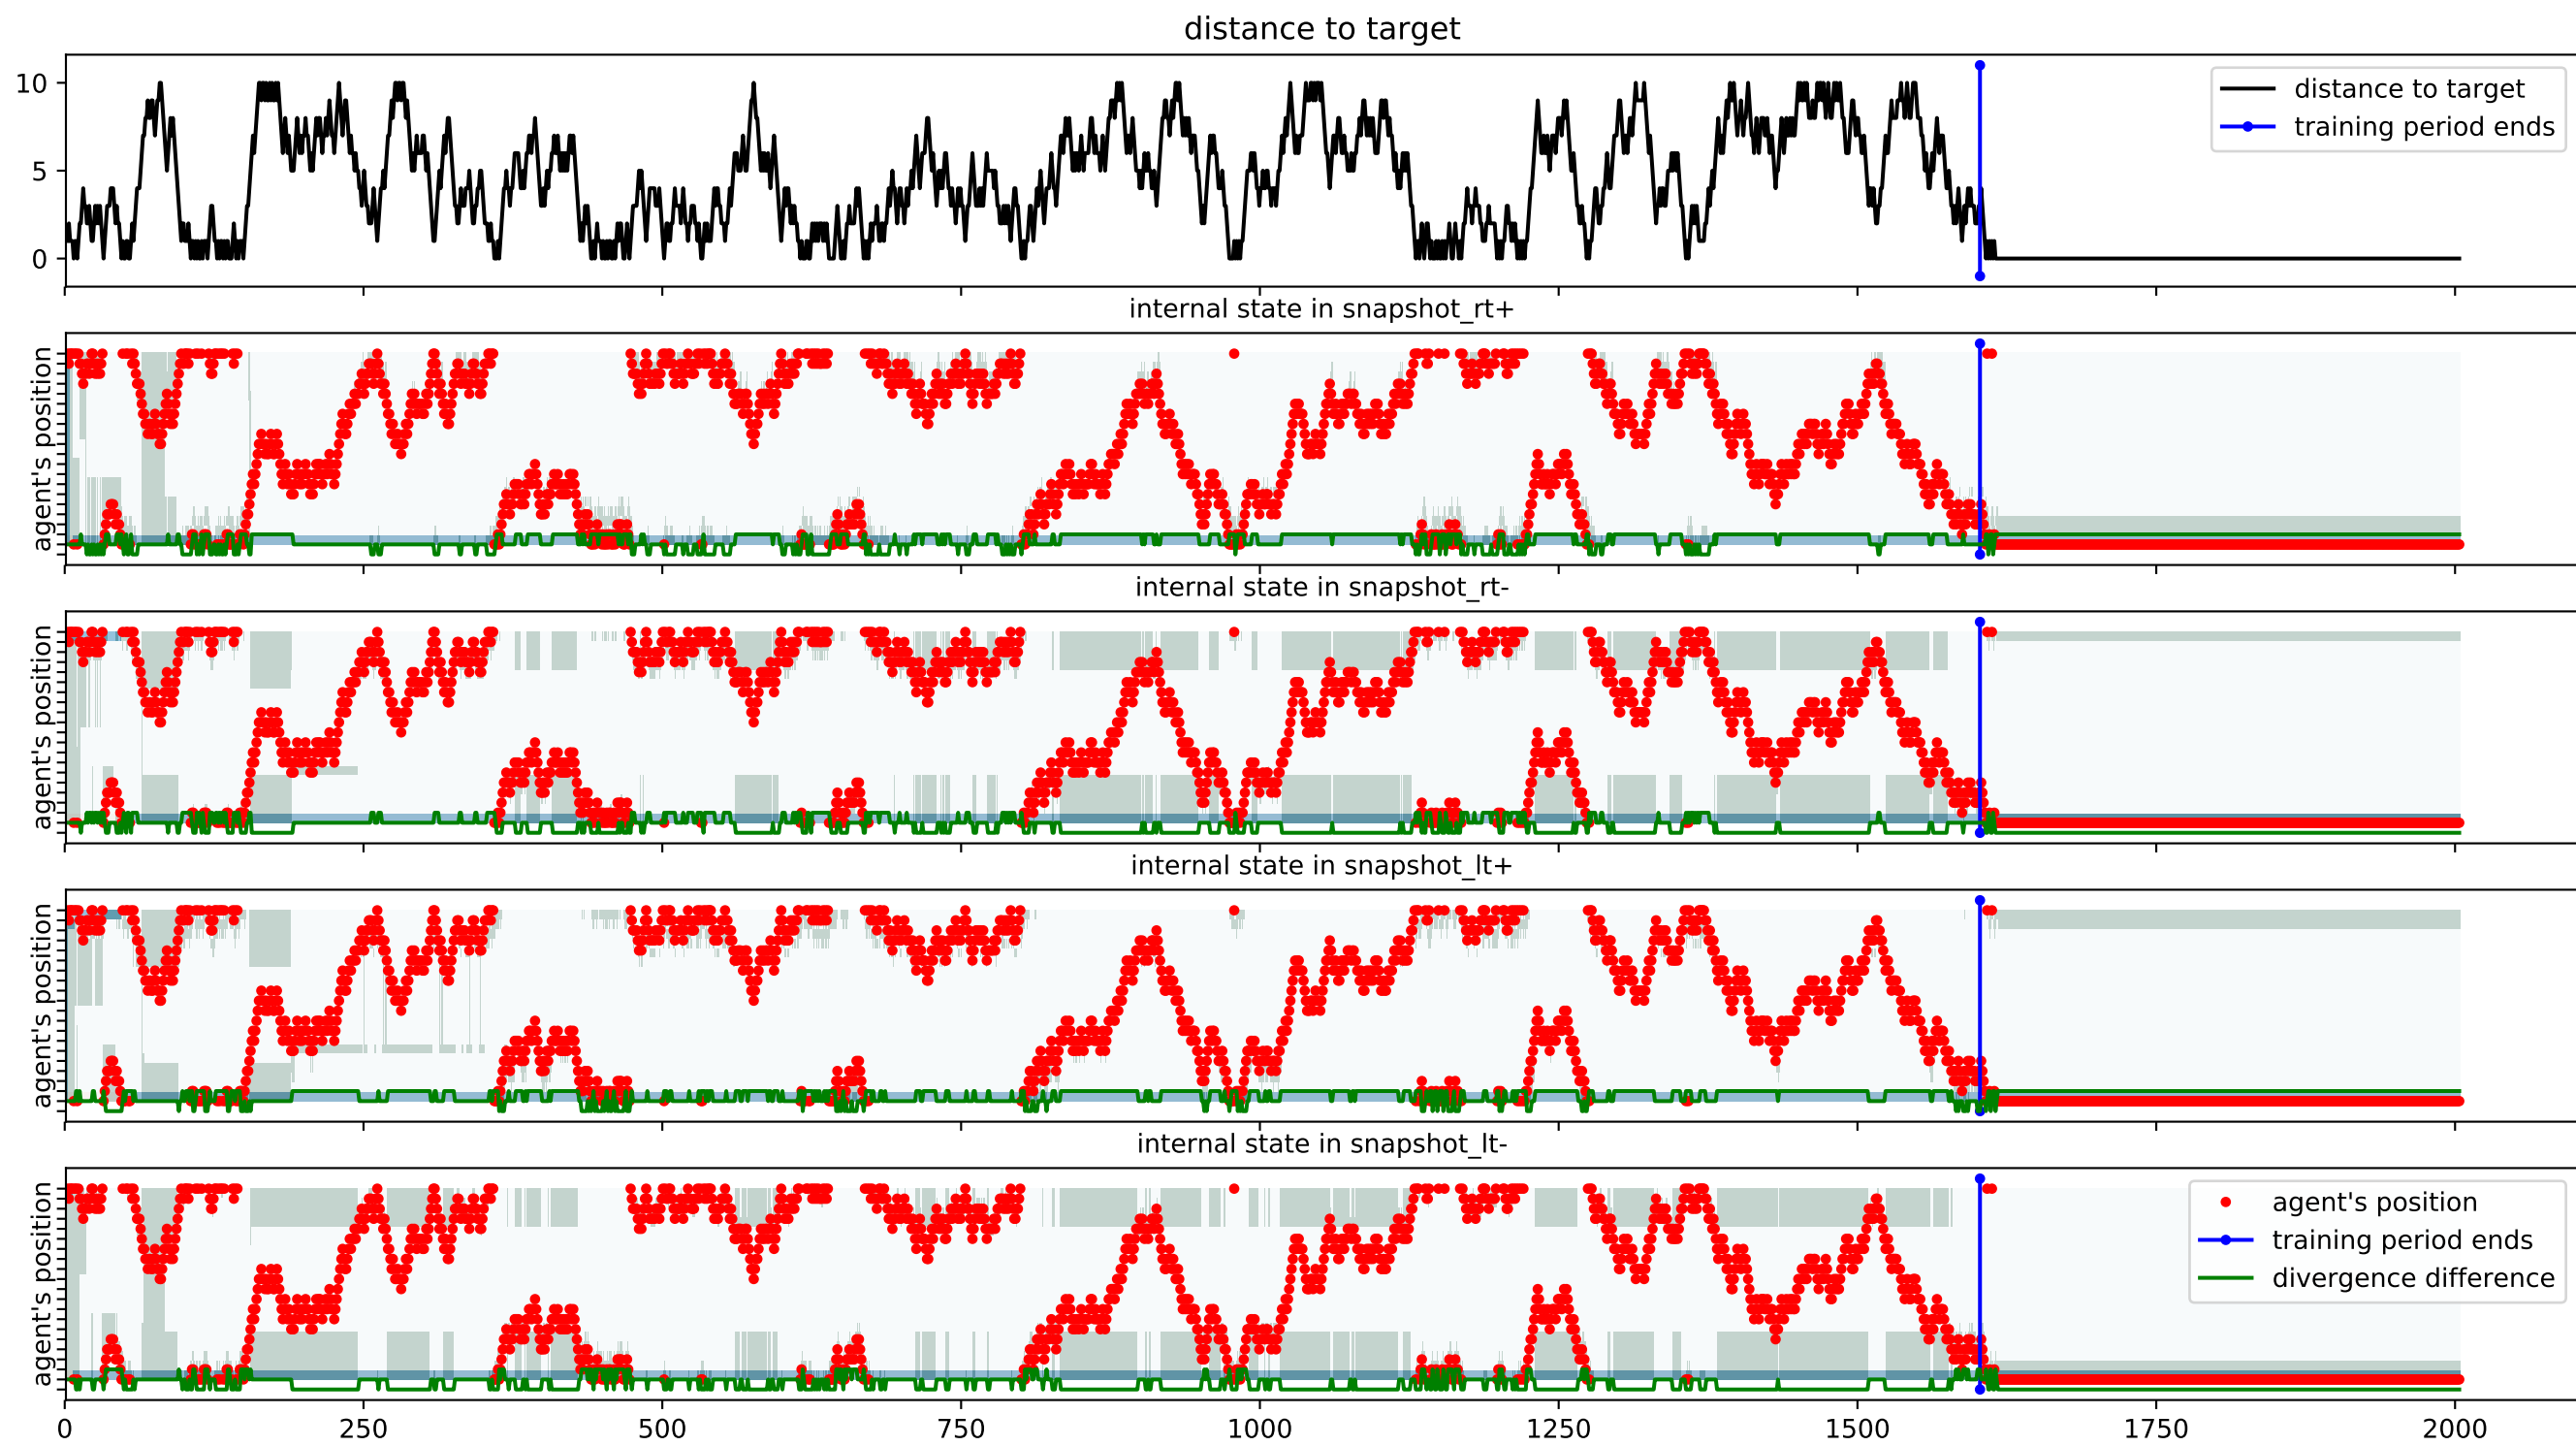 distance to target
10
5
0
distance to target
training period ends
internal state in snapshot_rt+
agent's position
internal state in snapshot_rt-
agent's position
internal state in snapshot_lt+
agent's position
internal state in snapshot_lt-
agent's position
agent's position
training period ends
divergence difference
0 250 500 750 1000 1250 1500 1750 2000